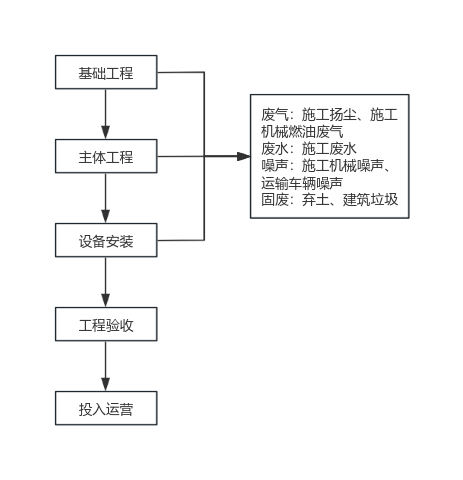 基础工程
主体工程
设备安装
工程验收
投入运营
废气：施工扬尘、施工
机械燃油废气
废水：施工废水
噪声：施工机械噪声、
运输车辆噪声
固废：弃土、建筑垃圾